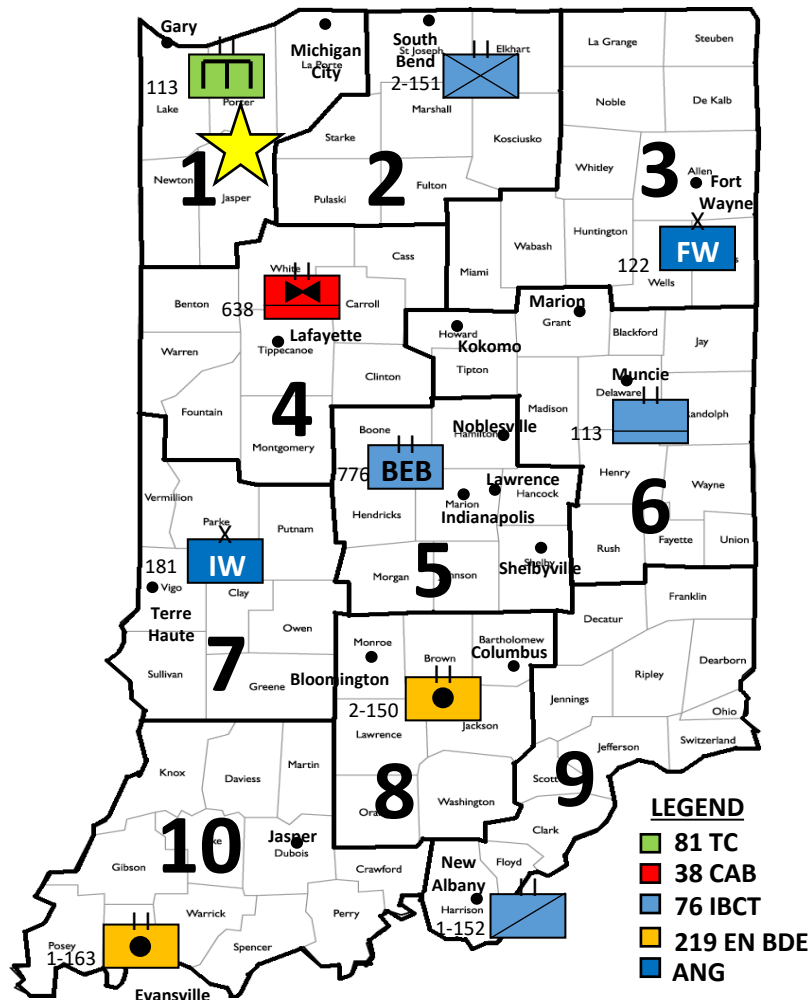 Gary
Michigan
City
La Porte
South
Bend
St Joseph
Elkhart
La Grange
Steuben
113
Lake
Porter
2-151
Marshall
Noble
De Kalb
Starke
Kosciusko
1
2
3
Newton
Jasper
Pulaski
Fulton
Whitley
Allen
Fort
Wayne
X
FW
122
Wells
Huntington
Wabash
Miami
Cass
White
638
Carroll
Benton
Lafayette
Tippecanoe
Warren
Clinton
Fountain
4
Montgomery
Marion
Grant
Howard
Kokomo
Tipton
Blackford
Jay
Muncie
Delaware
Madison
113
Henry
Wayne
6
Rush
Fayette
Union
Boone
Noblesville
Hamilton
776
BEB
Lawrence
Hancock
Marion
Indianapolis
Hendricks
5
Shelbyville
Shelby
Morgan
Vermillion
Parke
X
Putnam
IW
181
Vigo
Clay
Terre
Haute
Owen
7
Sullivan
Greene
Monroe
Bloomington
Brown
Bartholomew
Columbus
2-150
Lawrence
Jackson
8
Washington
Decatur
Franklin
Jennings
Ripley
Dearborn
Ohio
Jefferson
Switzerland
9
Clark
Knox
Daviess
Martin
10
Jasper
Dubois
Gibson
Crawford
Posey
Warrick
Perry
Spencer
1-163
Evansville
New
Albany
Floyd
Harrison
1-152
LEGEND
81 TC
38 CAB
76 IBCT
219 EN BDE
ANG